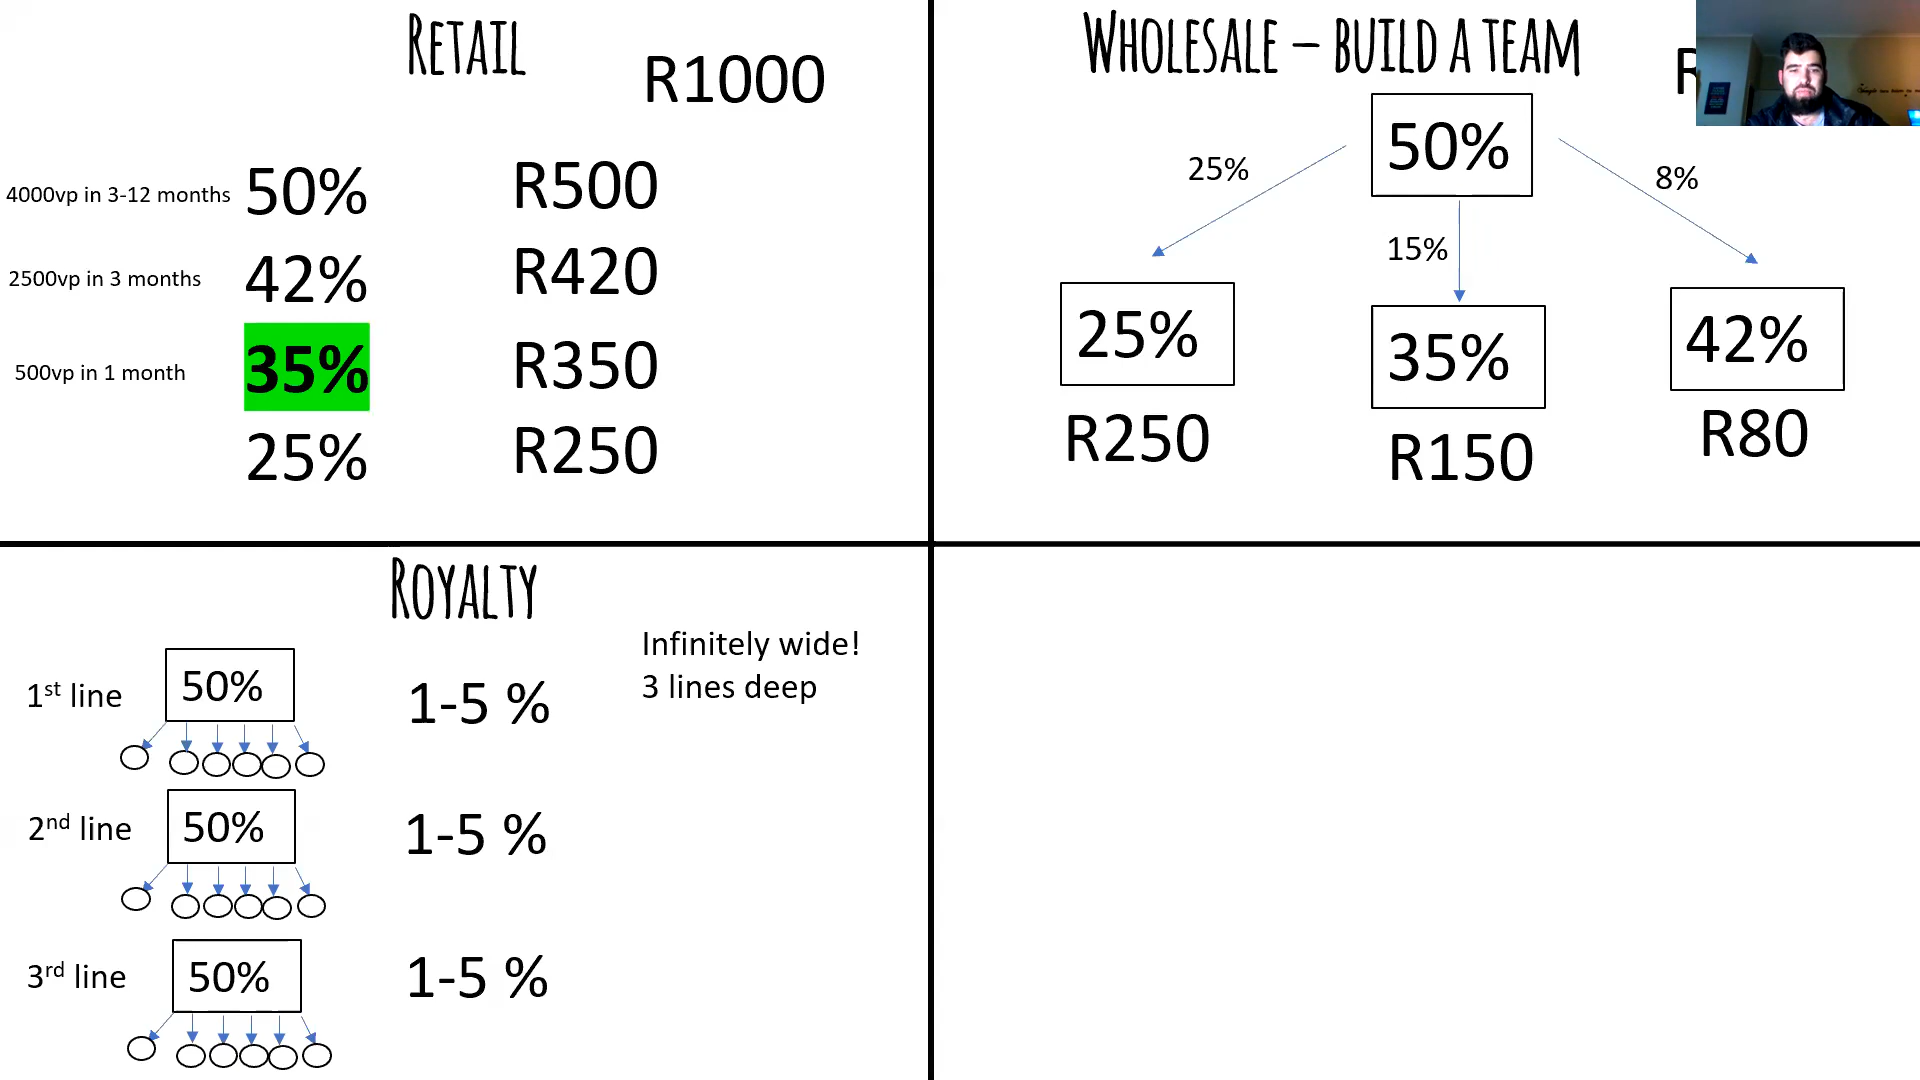 RETAIL
R1000
4000vp in 3-12 months 50% R500
2500vp in 3 months 42% R420
500vp in 1 month 35% R350
25% R250
WHOLESALE – BUILD A TEAM
50%
25% 15% 8%
25% 35% 42%
R250 R150 R80
ROYALTY
Infinitely wide!
3 lines deep
1st line 50% 1-5 %
2nd line 50% 1-5 %
3rd line 50% 1-5 %